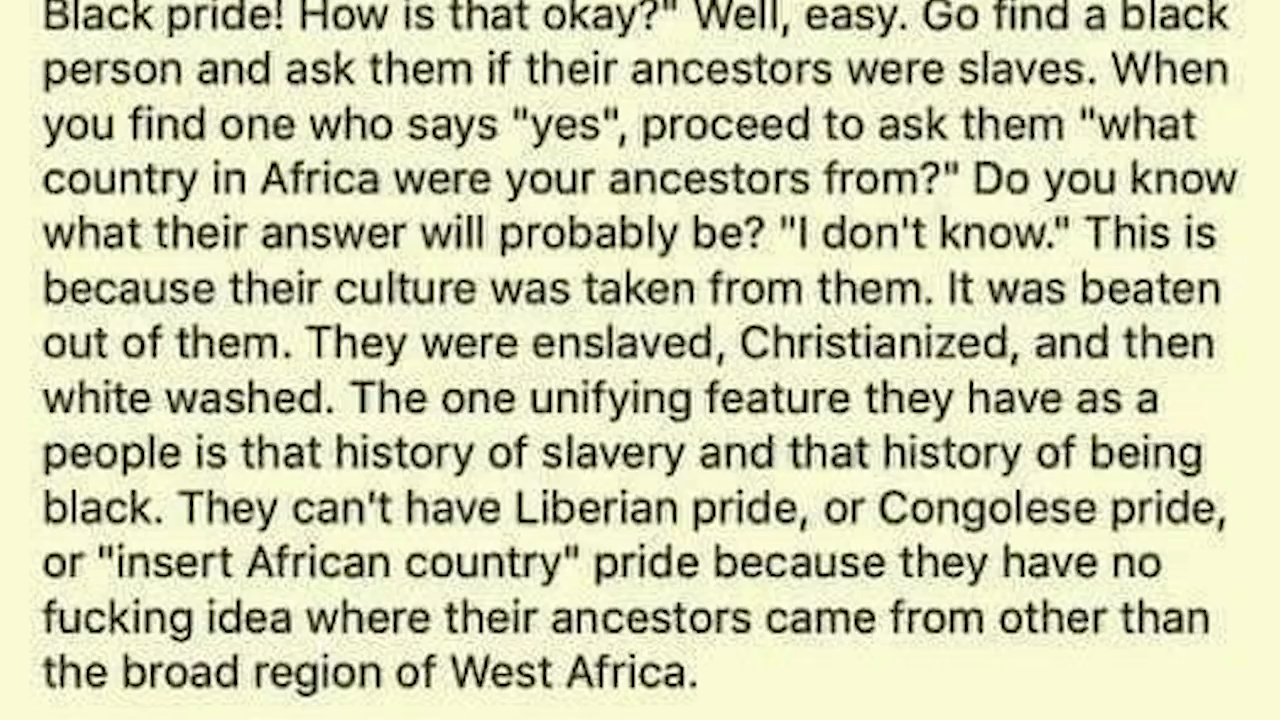 Black pride! How is that okay?" Well, easy. Go find a black
person and ask them if their ancestors were slaves. When
you find one who says "yes", proceed to ask them "what
country in Africa were your ancestors from?" Do you know
what their answer will probably be? "I don't know." This is
because their culture was taken from them. It was beaten
out of them. They were enslaved, Christianized, and then
white washed. The one unifying feature they have as a
people is that history of slavery and that history of being
black. They can't have Liberian pride, or Congolese pride,
or "insert African country" pride because they have no
fucking idea where their ancestors came from other than
the broad region of West Africa.